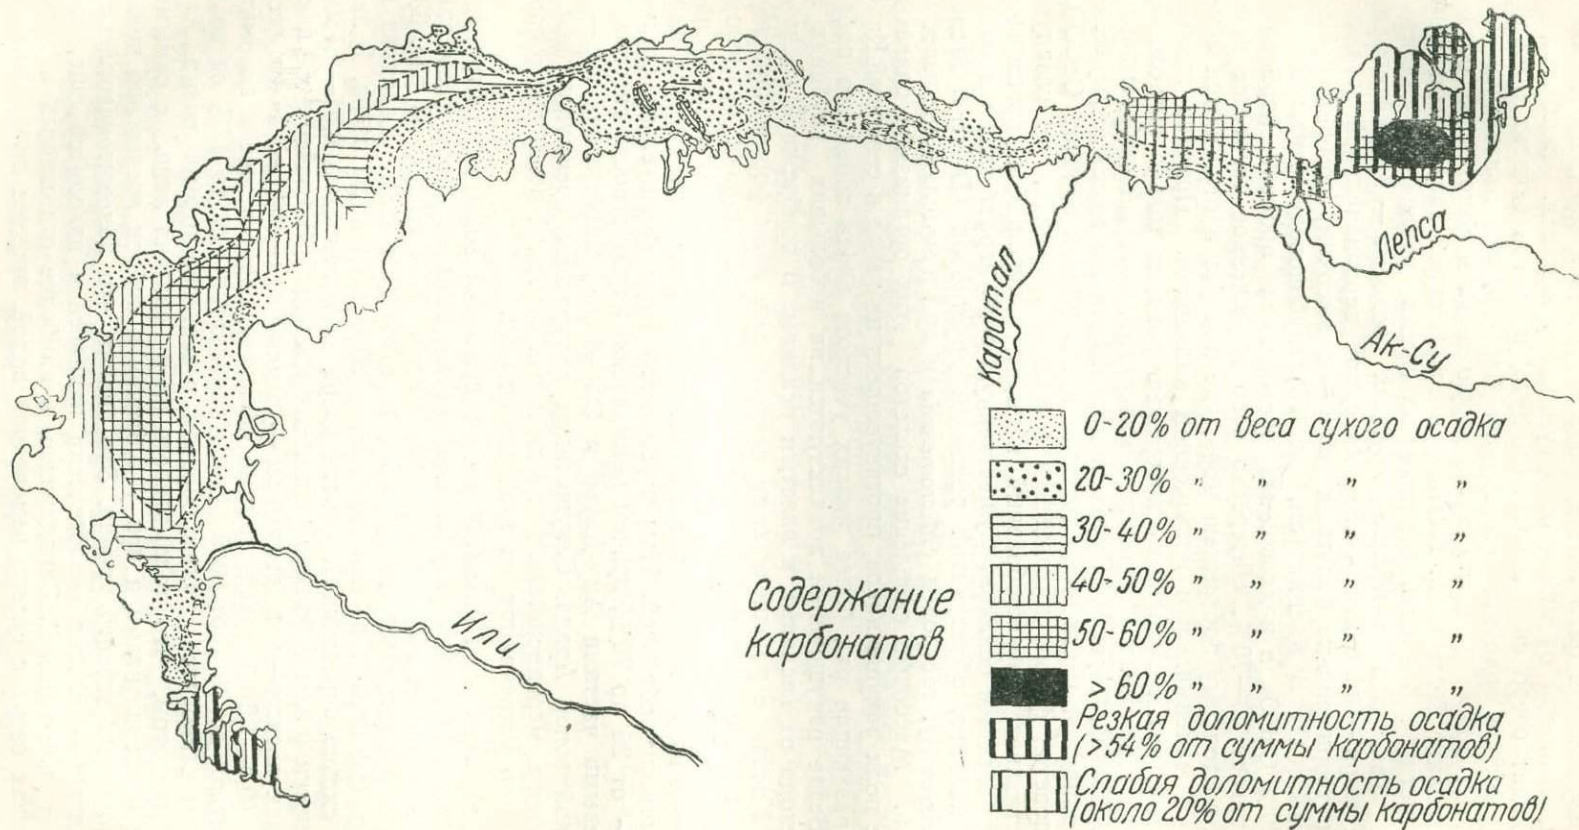 Лепса
Каратал
Ак-Су
Или
Содержание
карбонатов
0-20% от веса сухого осадка
20-30% " " " "
30-40% " " " "
40-50% " " " "
50-60% " " " "
>60% " " " "
Резкая доломитность осадка
(>54% от суммы карбонатов)
Слабая доломитность осадка
(около 20% от суммы карбонатов)